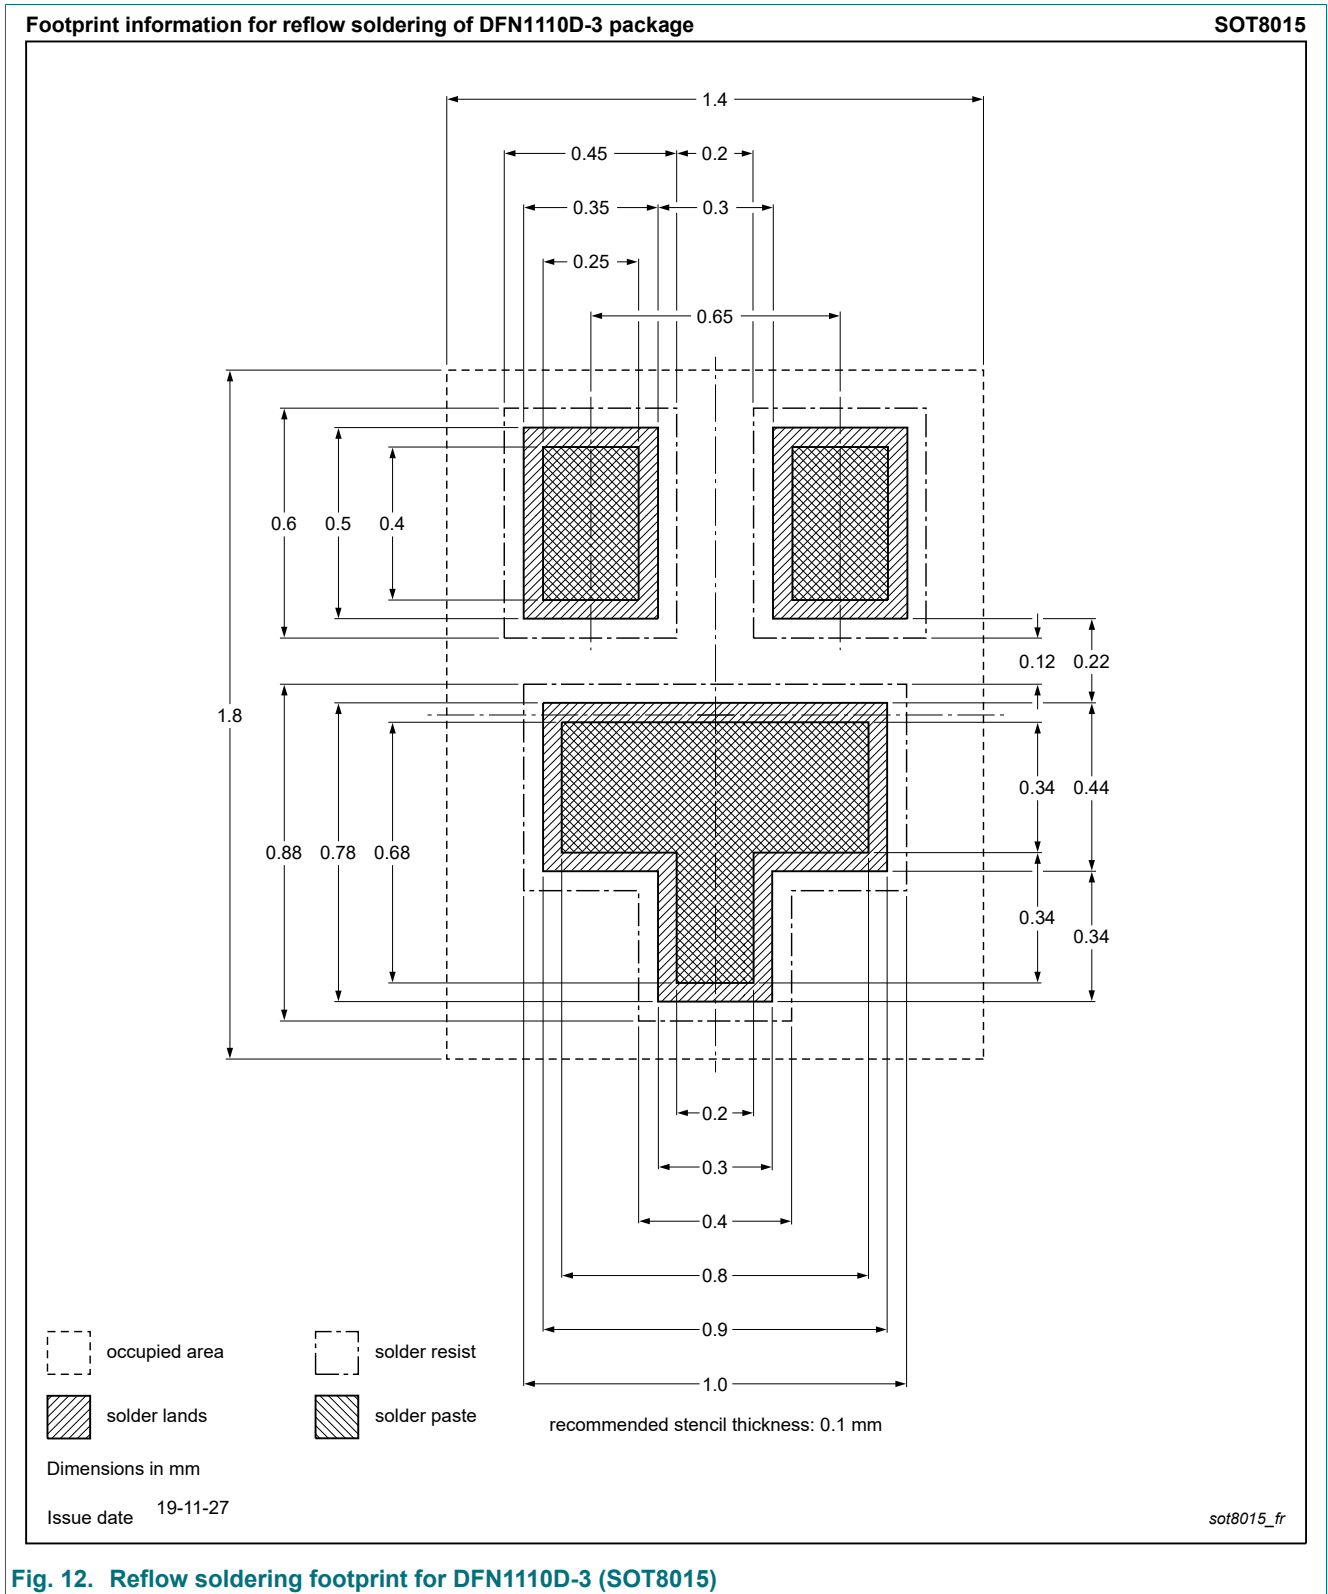 Footprint information for reflow soldering of DFN1110D-3 package SOT8015
1.4
0.45 0.2
0.35 0.3
0.25
0.65
0.6 0.5 0.4
0.12 0.22
1.8
0.34 0.44
0.88 0.78 0.68
0.34
0.34
0.2
0.3
0.4
0.8
0.9
1.0
occupied area solder resist
solder lands solder paste
recommended stencil thickness: 0.1 mm
Dimensions in mm
Issue date 19-11-27
sot8015_fr
Fig. 12. Reflow soldering footprint for DFN1110D-3 (SOT8015)